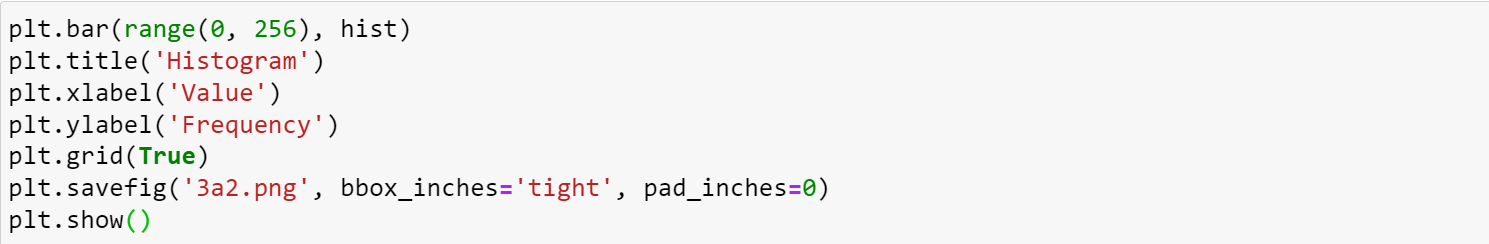 plt.bar(range(0, 256), hist)
plt.title('Histogram')
plt.xlabel('Value')
plt.ylabel('Frequency')
plt.grid(True)
plt.savefig('3a2.png', bbox_inches='tight', pad_inches=0)
plt.show()